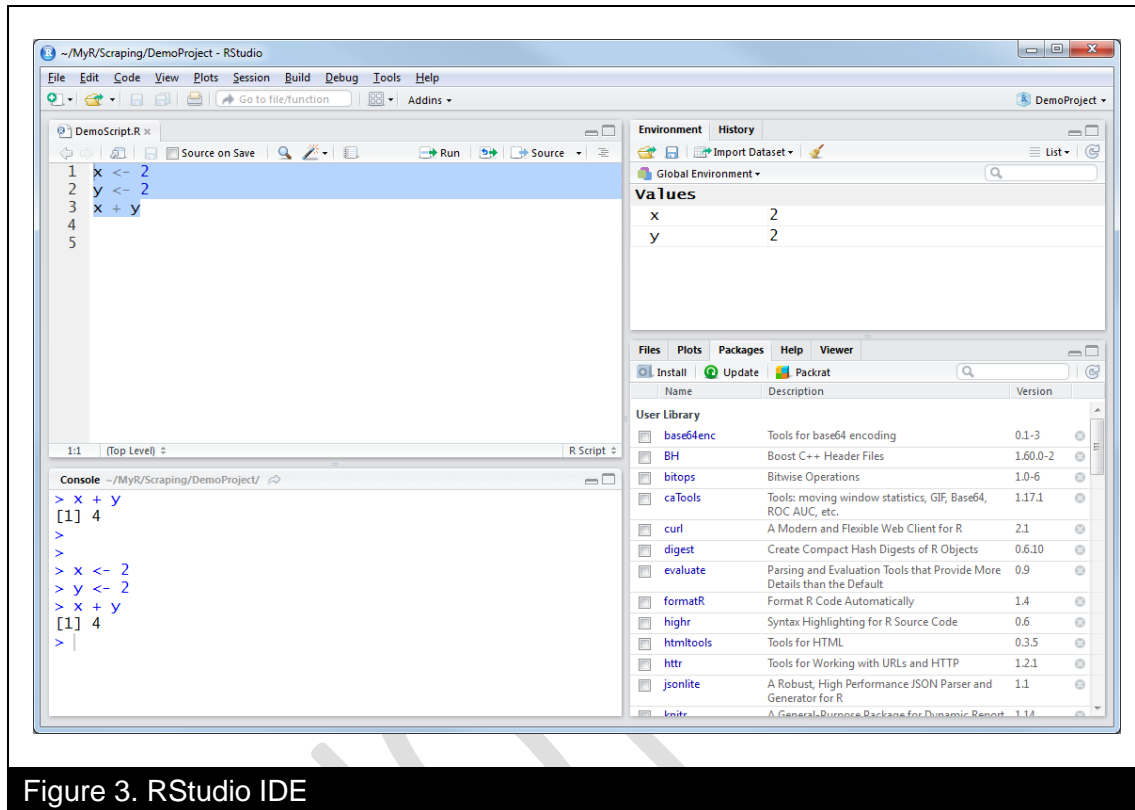 ~/MyR/Scraping/DemoProject - RStudio
File Edit Code View Plots Session Build Debug Tools Help
Go to file/function Addins DemoProject
DemoScript.R
Source on Save Run Source
1 x <- 2
2 y <- 2
3 x + y
4
5
1:1 (Top Level) R Script
Console ~/MyR/Scraping/DemoProject/
> x + y
[1] 4
>
>
> x <- 2
> y <- 2
> x + y
[1] 4
>
Environment History
Import Dataset List
Global Environment
Values
x 2
y 2
Files Plots Packages Help Viewer
Install Update Packrat
Name Description Version
User Library
base64enc Tools for base64 encoding 0.1-3
BH Boost C++ Header Files 1.60.0-2
bitops Bitwise Operations 1.0-6
caTools Tools: moving window statistics, GIF, Base64, 1.17.1
ROC AUC, etc.
curl A Modern and Flexible Web Client for R 2.1
digest Create Compact Hash Digests of R Objects 0.6.10
evaluate Parsing and Evaluation Tools that Provide More 0.9
Details than the Default
formatR Format R Code Automatically 1.4
highr Syntax Highlighting for R Source Code 0.6
htmltools Tools for HTML 0.3.5
httr Tools for Working with URLs and HTTP 1.2.1
jsonlite A Robust, High Performance JSON Parser and 1.1
Generator for R
knitr A General-Purpose Package for Dynamic Report 1.14
Figure 3. RStudio IDE